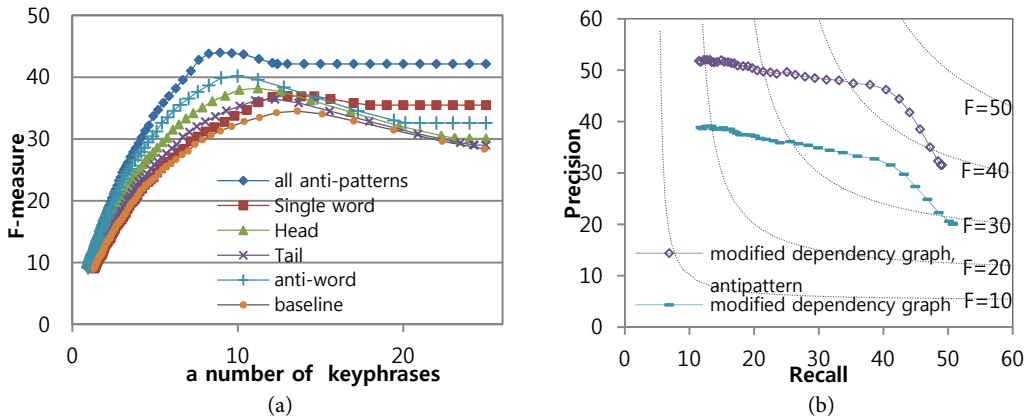 50
40
30
20
10
0
F-measure
all anti-patterns
Single word
Head
Tail
anti-word
baseline
0 10 20
a number of keyphrases
(a)
60
50
40
30
20
10
0
Precision
F=50
F=40
F=30
F=20
F=10
modified dependency graph,
antipattern
modified dependency graph
0 10 20 30 40 50 60
Recall
(b)